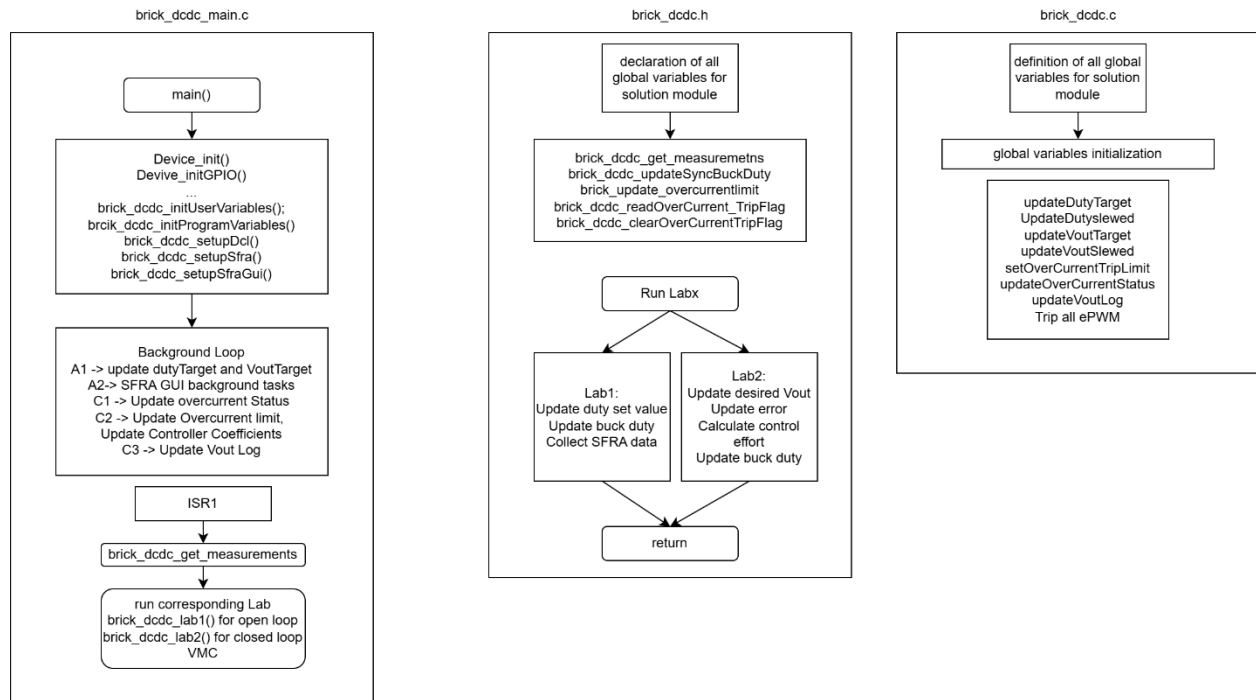 brick_dcdc_main.c
main()
Device_init()
Devive_initGPIO()
...
brick_dcdc_initUserVariables();
brcik_dcdc_initProgramVariables()
brick_dcdc_setupDcl()
brick_dcdc_setupSfra()
brick_dcdc_setupSfraGui()
Background Loop
A1 -> update dutyTarget and VoutTarget
A2-> SFRA GUI background tasks
C1 -> Update overcurrent Status
C2 -> Update Overcurrent limit,
Update Controller Coefficients
C3 -> Update Vout Log
ISR1
brick_dcdc_get_measurements
run corresponding Lab
brick_dcdc_lab1() for open loop
brick_dcdc_lab2() for closed loop
VMC
brick_dcdc.h
declaration of all
global variables for
solution module
brick_dcdc_get_measuremetns
brick_dcdc_updateSyncBuckDuty
brick_update_overcurrentlimit
brick_dcdc_readOverCurrent_TripFlag
brick_dcdc_clearOverCurrentTripFlag
Run Labx
Lab1:
Update duty set value
Update buck duty
Collect SFRA data
Lab2:
Update desired Vout
Update error
Calculate control
effort
Update buck duty
return
brick_dcdc.c
definition of all global
variables for solution
module
global variables initialization
updateDutyTarget
UpdateDutyslewed
updateVoutTarget
updateVoutSlewed
setOverCurrentTripLimit
updateOverCurrentStatus
updateVoutLog
Trip all ePWM